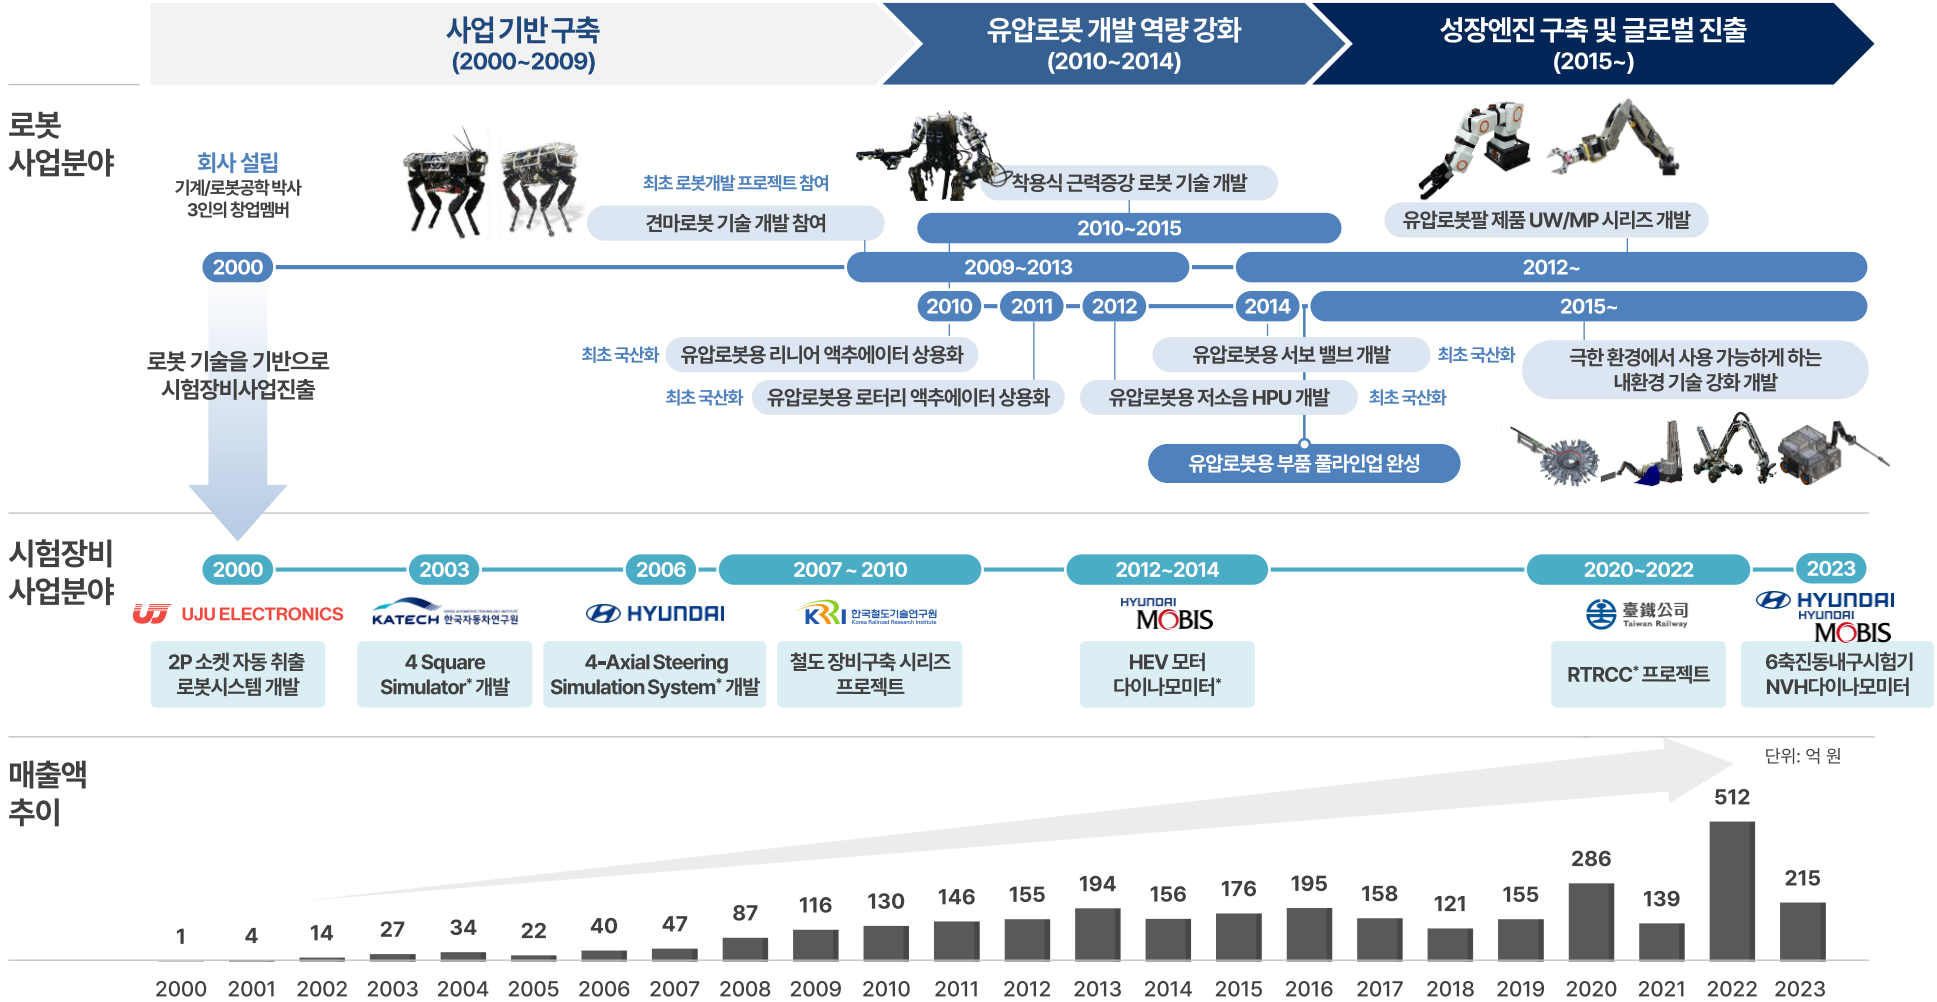 사업 기반 구축
(2000~2009)
유압로봇 개발 역량 강화
(2010~2014)
성장엔진 구축 및 글로벌 진출
(2015~)
로봇
사업분야
회사 설립
기계/로봇공학 박사
3인의 창업멤버
최초 로봇개발 프로젝트 참여
견마로봇 기술 개발 참여
착용식 근력증강 로봇 기술 개발
2010~2015
유압로봇팔 제품 UW/MP 시리즈 개발
2000
2009~2013
2012~
2010
2011
2012
2014
2015~
최초 국산화
유압로봇용 리니어 액추에이터 상용화
유압로봇용 서보 밸브 개발
최초 국산화
극한 환경에서 사용 가능하게 하는
내환경 기술 강화 개발
최초 국산화
유압로봇용 로터리 액추에이터 상용화
유압로봇용 저소음 HPU 개발
최초 국산화
유압로봇용 부품 풀라인업 완성
로봇 기술을 기반으로
시험장비사업진출
시험장비
사업분야
2000
2003
2006
2007 ~ 2010
2012~2014
2020~2022
2023
UJU ELECTRONICS
KOREA AUTOMOTIVE TECHNOLOGY INSTITUTE
KATECH 한국자동차연구원
HYUNDAI
KRRI 한국철도기술연구원
Korea Railroad Research Institute
HYUNDAI
MOBIS
臺鐵公司
Taiwan Railway
HYUNDAI
HYUNDAI
MOBIS
2P 소켓 자동 취출
로봇시스템 개발
4 Square
Simulator* 개발
4-Axial Steering
Simulation System* 개발
철도 장비구축 시리즈
프로젝트
HEV 모터
다이나모미터*
RTRCC* 프로젝트
6축진동내구시험기
NVH다이나모미터
매출액
추이
단위: 억 원
1
4
14
27
34
22
40
47
87
116
130
146
155
194
156
176
195
158
121
155
286
139
512
215
2000
2001
2002
2003
2004
2005
2006
2007
2008
2009
2010
2011
2012
2013
2014
2015
2016
2017
2018
2019
2020
2021
2022
2023